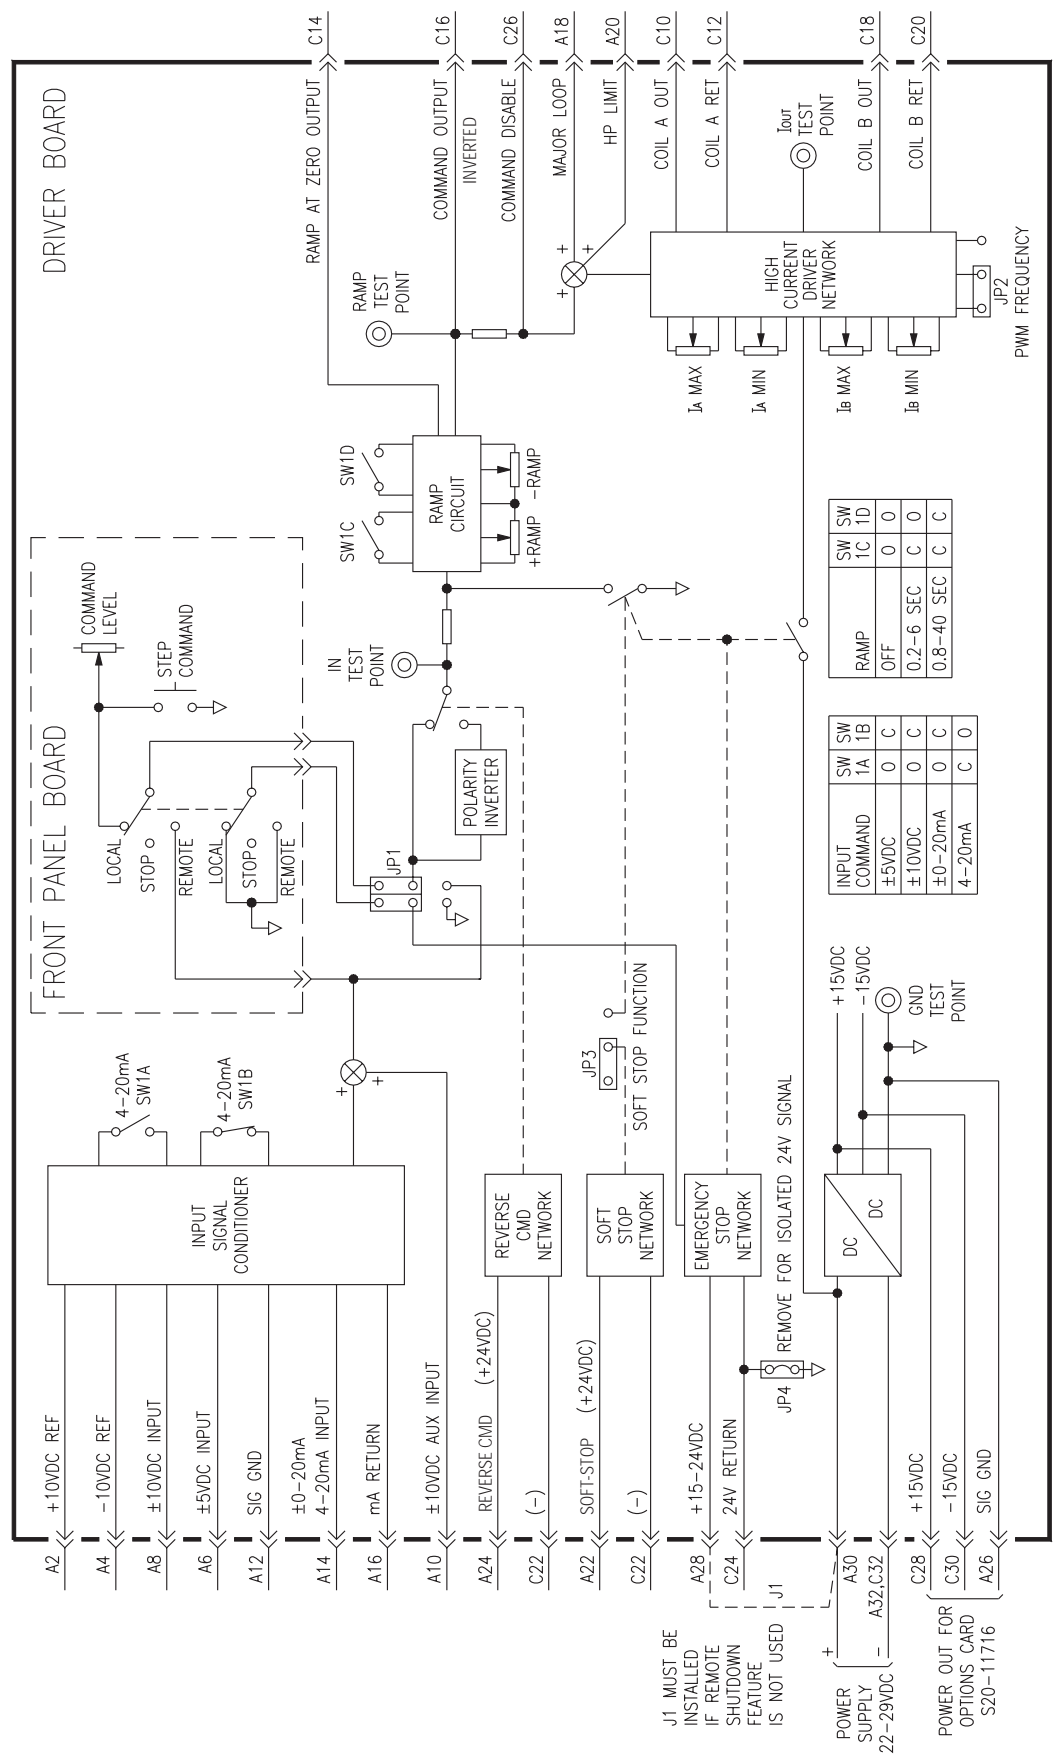 DRIVER BOARD
FRONT PANEL BOARD
C14
C16
C26
A18
A20
C10
C12
C18
C20
RAMP AT ZERO OUTPUT
COMMAND OUTPUT
INVERTED
COMMAND DISABLE
MAJOR LOOP
HP LIMIT
COIL A OUT
COIL A RET
IOUT
TEST
POINT
COIL B OUT
COIL B RET
RAMP
TEST
POINT
+
+
+
HIGH
CURRENT
DRIVER
NETWORK
JP2
PWM FREQUENCY
IA MAX
IA MIN
IB MAX
IB MIN
SW1D
SW1C
RAMP
CIRCUIT
-RAMP
+RAMP
COMMAND
LEVEL
STEP
COMMAND
IN
TEST
POINT
LOCAL
STOP
REMOTE
LOCAL
STOP
REMOTE
POLARITY
INVERTER
JP1
RAMP
SW
1C
SW
1D
OFF
O
O
0.2-6 SEC
C
O
0.8-40 SEC
C
C
INPUT
COMMAND
SW
1A
SW
1B
±5VDC
O
C
±10VDC
O
C
±0-20mA
O
C
4-20mA
C
O
4-20mA
SW1A
4-20mA
SW1B
+
+
JP3
SOFT STOP FUNCTION
+15VDC
-15VDC
GND
TEST
POINT
INPUT
SIGNAL
CONDITIONER
REVERSE
CMD
NETWORK
SOFT
STOP
NETWORK
EMERGENCY
STOP
NETWORK
REMOVE FOR ISOLATED 24V SIGNAL
DC
DC
JP4
+10VDC REF
-10VDC REF
±10VDC INPUT
±5VDC INPUT
SIG GND
±0-20mA
4-20mA INPUT
mA RETURN
±10VDC AUX INPUT
REVERSE CMD (+24VDC)
(-)
SOFT-STOP (+24VDC)
(-)
+15-24VDC
24V RETURN
+15VDC
-15VDC
SIG GND
A2
A4
A8
A6
A12
A14
A16
A10
A24
C22
A22
C22
A28
C24
A30
A32,C32
C28
C30
A26
J1
J1 MUST BE
INSTALLED
IF REMOTE
SHUTDOWN
FEATURE
IS NOT USED
+
-
POWER
SUPPLY
22-29VDC
POWER OUT FOR
OPTIONS CARD
S20-11716